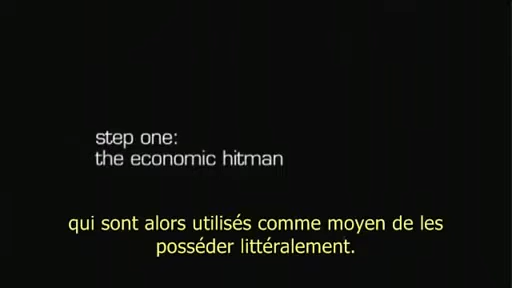 step one:
the economic hitman
qui sont alors utilisés comme moyen de les
posséder littéralement.